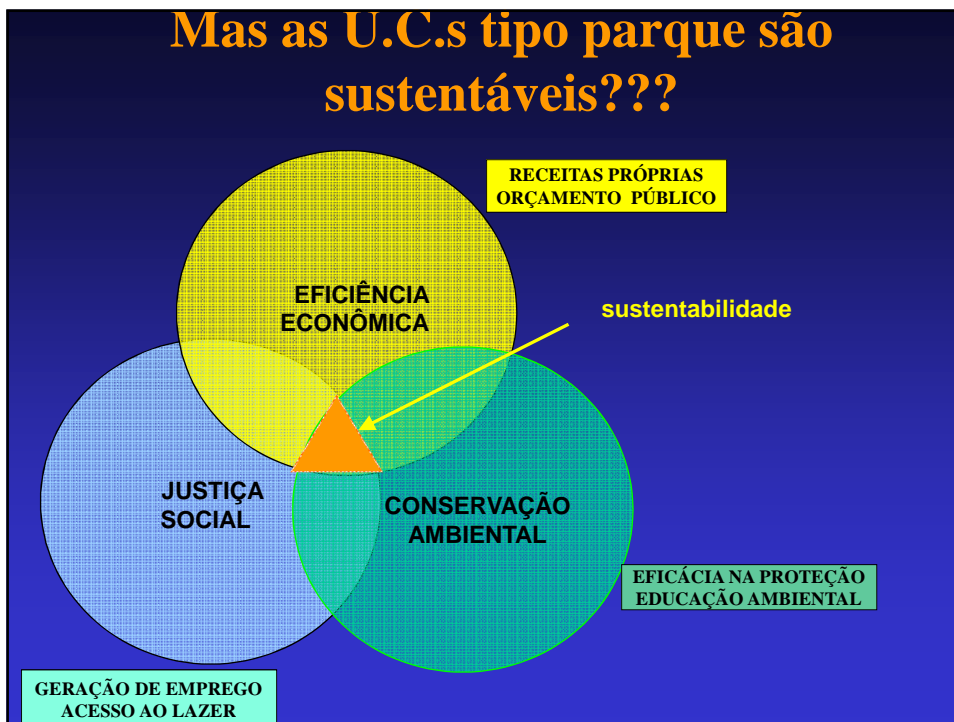 Mas as U.C.s tipo parque são
sustentáveis???
RECEITAS PRÓPRIAS
ORÇAMENTO PÚBLICO
EFICIÊNCIA
ECONÔMICA
sustentabilidade
JUSTIÇA
SOCIAL
CONSERVAÇÃO
AMBIENTAL
EFICÁCIA NA PROTEÇÃO
EDUCAÇÃO AMBIENTAL
GERAÇÃO DE EMPREGO
ACESSO AO LAZER